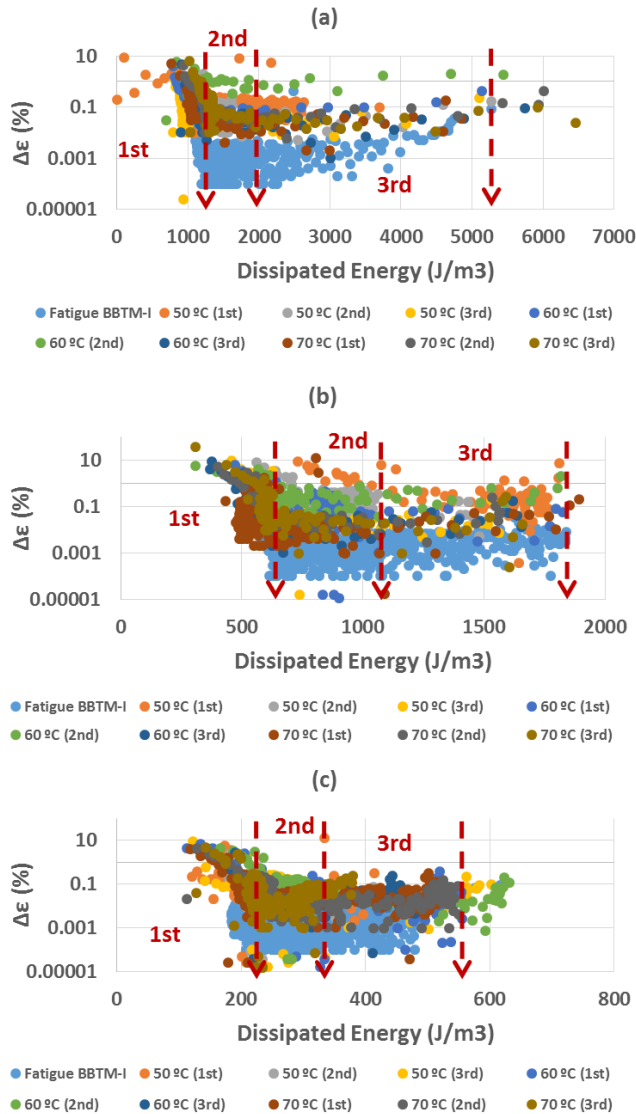 (a)
2nd
10
0.1
0.001
0.00001
Δε (%)
1st
3rd
0 1000 2000 3000 4000 5000 6000 7000
Dissipated Energy (J/m3)
Fatigue BBTM-I 50 ºC (1st) 50 ºC (2nd) 50 ºC (3rd) 60 ºC (1st)
60 ºC (2nd) 60 ºC (3rd) 70 ºC (1st) 70 ºC (2nd) 70 ºC (3rd)
(b)
2nd
3rd
10
0.1
0.001
0.00001
Δε (%)
1st
0 500 1000 1500 2000
Dissipated Energy (J/m3)
Fatigue BBTM-I 50 ºC (1st) 50 ºC (2nd) 50 ºC (3rd) 60 ºC (1st)
60 ºC (2nd) 60 ºC (3rd) 70 ºC (1st) 70 ºC (2nd) 70 ºC (3rd)
(c)
2nd
3rd
10
0.1
0.001
0.00001
Δε (%)
1st
0 200 400 600 800
Dissipated Energy (J/m3)
Fatigue BBTM-I 50 ºC (1st) 50 ºC (2nd) 50 ºC (3rd) 60 ºC (1st)
60 ºC (2nd) 60 ºC (3rd) 70 ºC (1st) 70 ºC (2nd) 70 ºC (3rd)